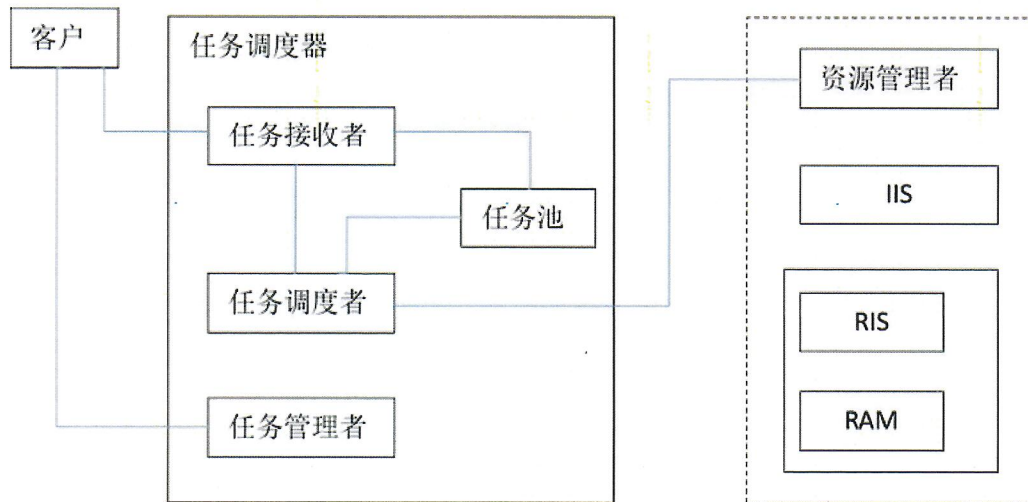 客户
任务调度器
任务接收者
任务池
任务调度者
任务管理者
资源管理者
IIS
RIS
RAM